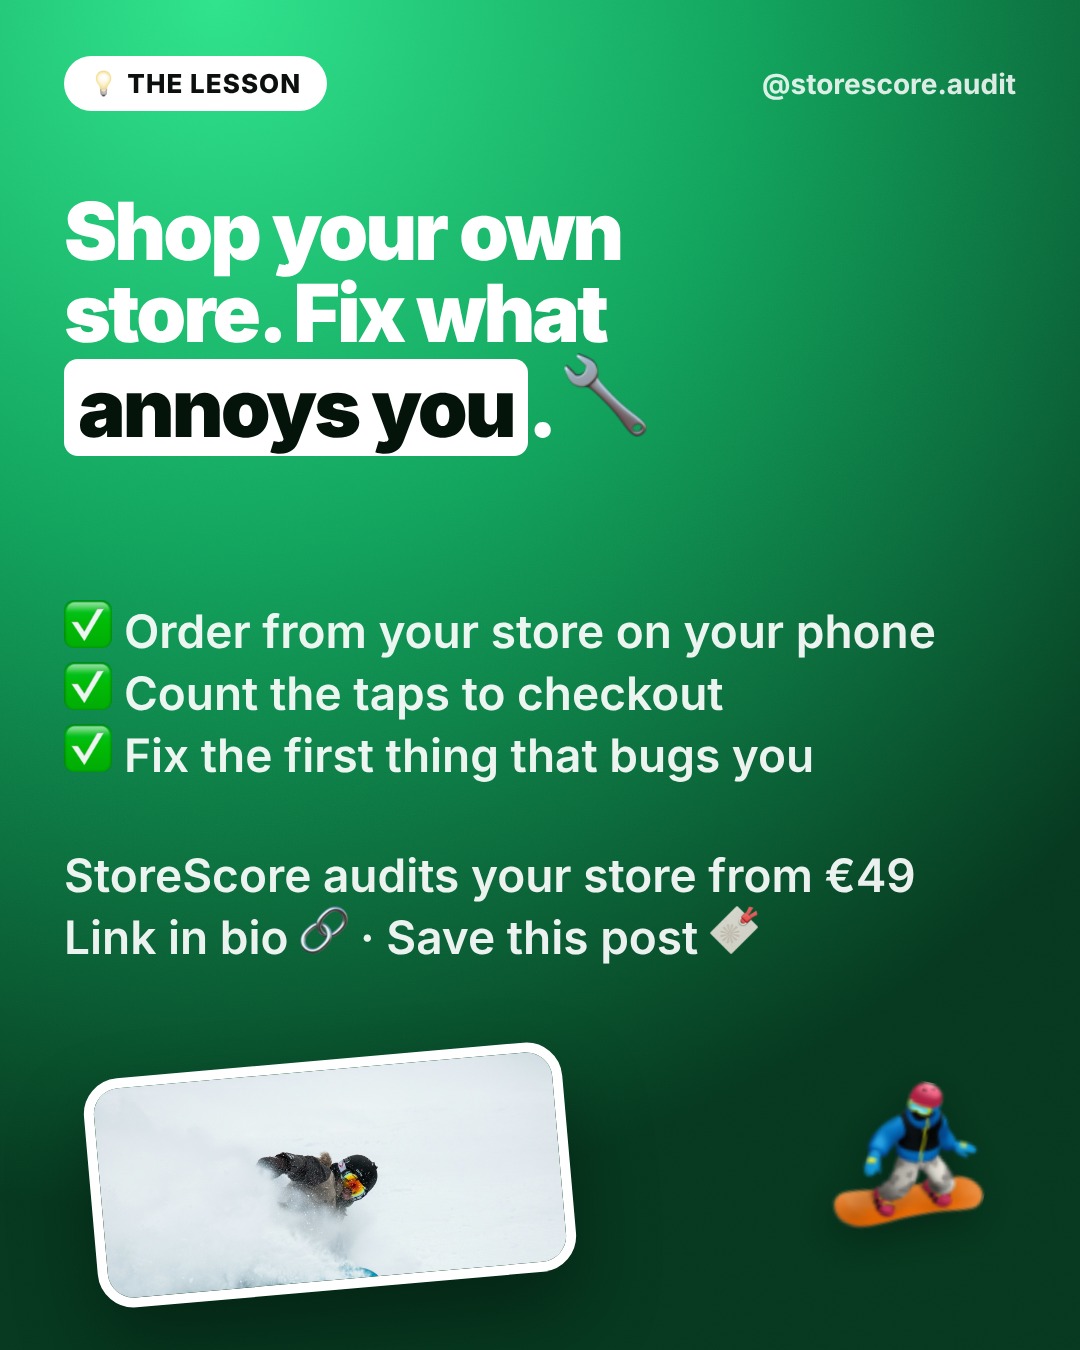 💡 THE LESSON
@storescore.audit
Shop your own
store. Fix what
annoys you. 🔧
✅ Order from your store on your phone
✅ Count the taps to checkout
✅ Fix the first thing that bugs you
StoreScore audits your store from €49
Link in bio 🔗 · Save this post 🔖